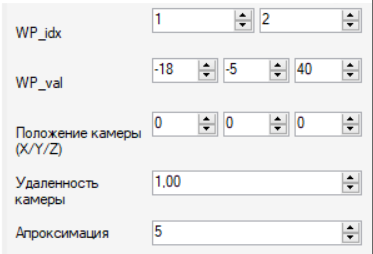 WP_idx 1 2
WP_val -18 -5 40
Положение камеры 0 0 0
(X/Y/Z)
Удаленность 1,00
камеры
Апроксимация 5